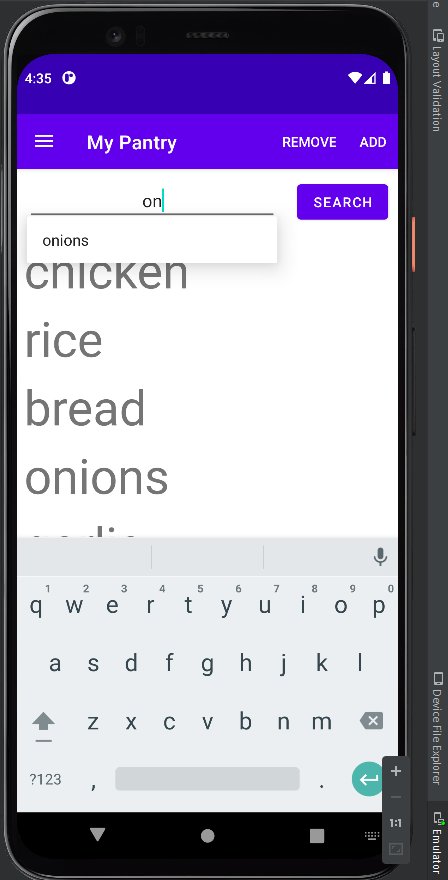 4:35
My Pantry
REMOVE
ADD
on
SEARCH
onions
chicken
rice
bread
onions
garlic
1 2 3 4 5 6 7 8 9 0
q w e r t y u i o p
a s d f g h j k l
z x c v b n m
?123 , .
Layout Validation
Device File Explorer
Emulator
1:1